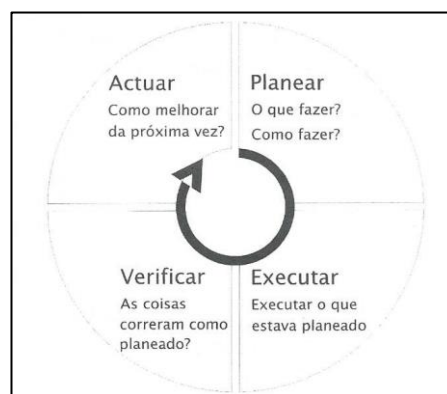 Actuar
Como melhorar
da próxima vez?
Planear
O que fazer?
Como fazer?
Verificar
As coisas
correram como
planeado?
Executar
Executar o que
estava planeado